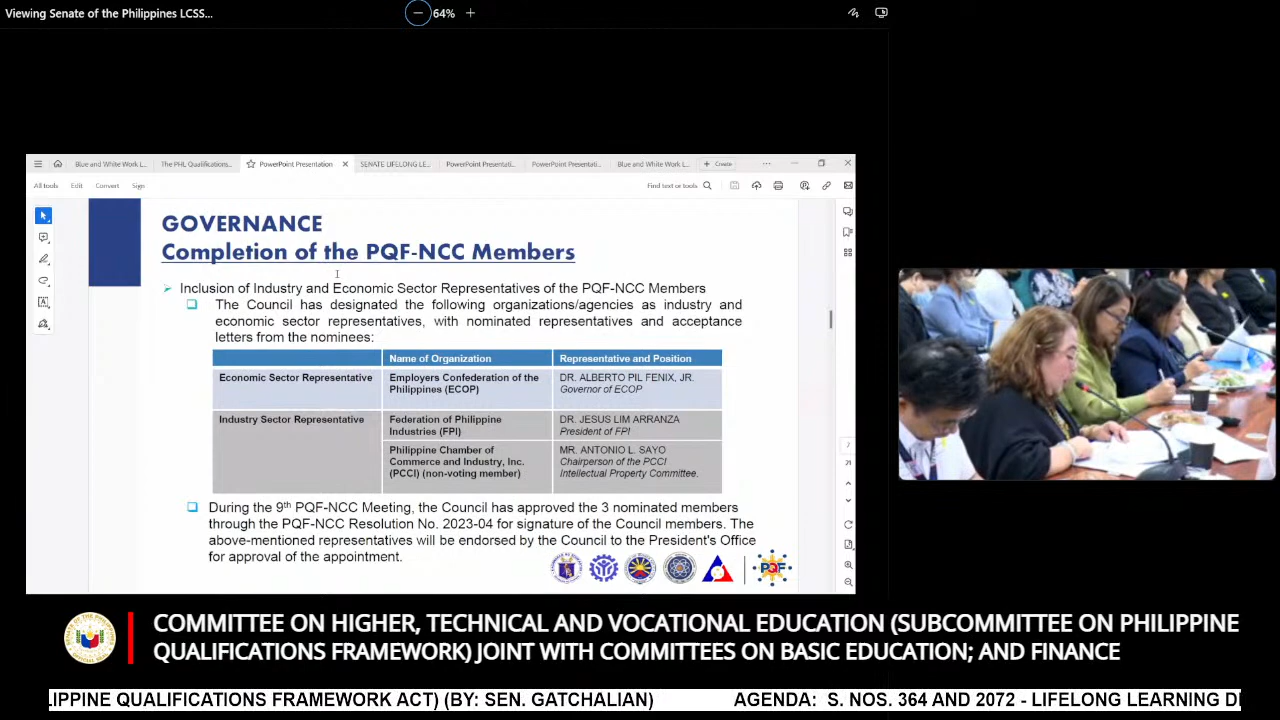 Viewing Senate of the Philippines LCSS...
64%
Blue and White Work L...
The PHL Qualifications...
PowerPoint Presentation
SENATE LIFELONG LE...
PowerPoint Presentati...
PowerPoint Presentati...
Blue and White Work L...
Create
All tools
Edit
Convert
Sign
Find text or tools
GOVERNANCE
Completion of the PQF-NCC Members
Inclusion of Industry and Economic Sector Representatives of the PQF-NCC Members
The Council has designated the following organizations/agencies as industry and
economic sector representatives, with nominated representatives and acceptance
letters from the nominees:
Name of Organization
Representative and Position
Economic Sector Representative
Employers Confederation of the
Philippines (ECOP)
DR. ALBERTO PIL FENIX, JR.
Governor of ECOP
Industry Sector Representative
Federation of Philippine
Industries (FPI)
DR. JESUS LIM ARRANZA
President of FPI
Philippine Chamber of
Commerce and Industry, Inc.
(PCCI) (non-voting member)
MR. ANTONIO L. SAYO
Chairperson of the PCCI
Intellectual Property Committee.
During the 9th PQF-NCC Meeting, the Council has approved the 3 nominated members
through the PQF-NCC Resolution No. 2023-04 for signature of the Council members. The
above-mentioned representatives will be endorsed by the Council to the President's Office
for approval of the appointment.
PQF
COMMITTEE ON HIGHER, TECHNICAL AND VOCATIONAL EDUCATION (SUBCOMMITTEE ON PHILIPPINE
QUALIFICATIONS FRAMEWORK) JOINT WITH COMMITTEES ON BASIC EDUCATION; AND FINANCE
LIPPINE QUALIFICATIONS FRAMEWORK ACT) (BY: SEN. GATCHALIAN) AGENDA: S. NOS. 364 AND 2072 - LIFELONG LEARNING D